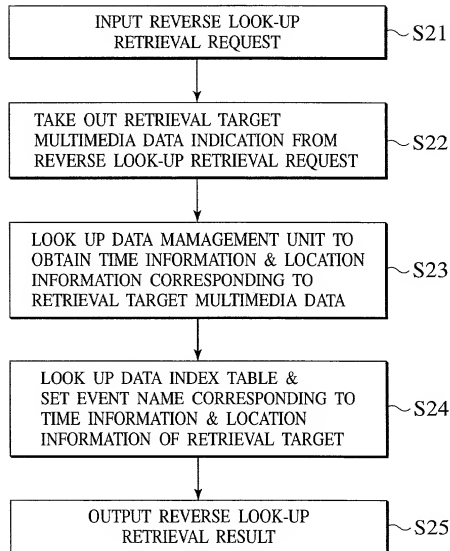 INPUT REVERSE LOOK-UP
RETRIEVAL REQUEST
S21
TAKE OUT RETRIEVAL TARGET
MULTIMEDIA DATA INDICATION FROM
REVERSE LOOK-UP RETRIEVAL REQUEST
S22
LOOK UP DATA MAMAGEMENT UNIT TO
OBTAIN TIME INFORMATION & LOCATION
INFORMATION CORRESPONDING TO
RETRIEVAL TARGET MULTIMEDIA DATA
S23
LOOK UP DATA INDEX TABLE &
SET EVENT NAME CORRESPONDING TO
TIME INFORMATION & LOCATION
INFORMATION OF RETRIEVAL TARGET
S24
OUTPUT REVERSE LOOK-UP
RETRIEVAL RESULT
S25